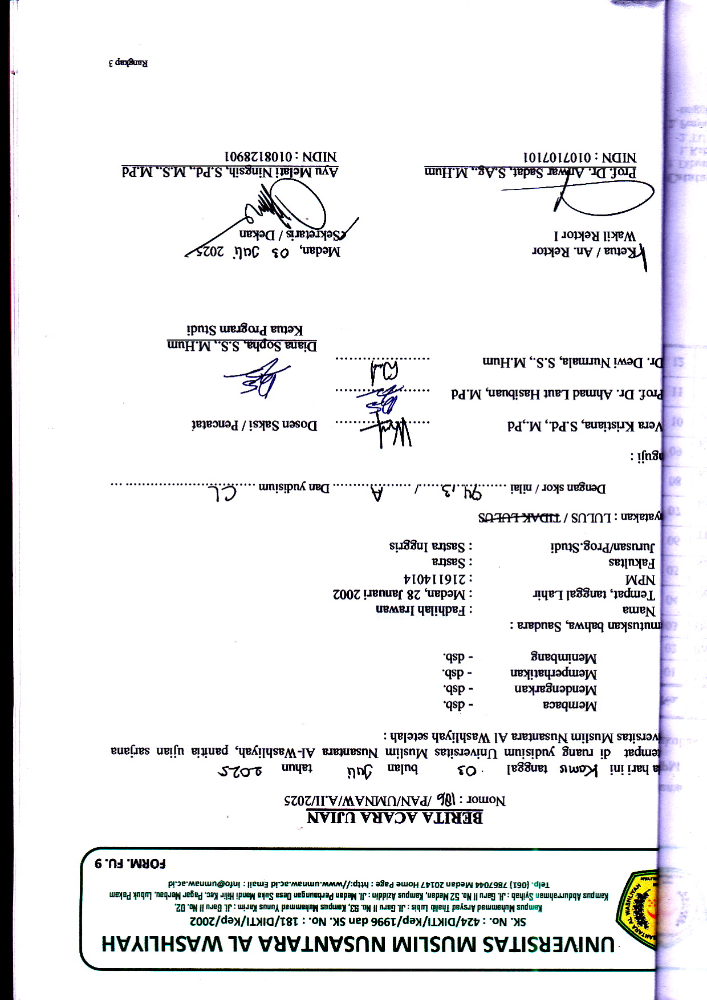 UNIVERSITAS MUSLIM NUSANTARA AL WASHLIYAH
SK. No. : 424/DIKTI/Kep/1996 dan SK. No. : 181/DIKTI/Kep/2002
Kampus Muhammad Arsyad Thalib Lubis : Jl. Garu II No. 93, Kampus Muhammad Yunus Karim : Jl. Garu II No. 02,
Kampus Abdurrahman Syihab : Jl. Garu II No. 52 Medan, Kampus Aziddin : Jl. Medan Perbaungan Desa Suka Mandi Hilir Kec. Pagar Merbau, Lubuk Pakam
Telp. (061) 7867044 Medan 20147 Home Page : http://www.umnaw.ac.id Email : info@umnaw.ac.id
FORM. FU. 9
BERITA ACARA UJIAN
Nomor : 186 /PAN/UMNAW/A.II/2025
a hari ini Kamis tanggal 03 bulan Juli tahun 2025
tempat di ruang yudisium Universitas Muslim Nusantara Al-Washliyah, panitia ujian sarjana
iversitas Muslim Nusantara Al Washliyah setelah :
Membaca - dsb.
Mendengarkan - dsb.
Memperhatikan - dsb.
Menimbang - dsb.
mutuskan bahwa, Saudara :
Nama : Fadhilah Irawan
Tempat, tanggal Lahir : Medan, 28 Januari 2002
NPM : 216114014
Fakultas : Sastra
Jurusan/Prog.Studi : Sastra Inggris
yatakan : LULUS / TIDAK LULUS
Dengan skor / nilai ....94,13..../ ....A.... Dan yudisium ....CL....
nguji :
Vera Kristiana, S.Pd., M.,Pd .................... Dosen Saksi / Pencatat
Prof. Dr. Ahmad Laut Hasibuan, M.Pd ....................
Dr. Dewi Nurmala, S.S., M.Hum ....................
Diana Sopha, S.S., M.Hum
Ketua Program Studi
Ketua / An. Rektor
Wakil Rektor I
Medan, 03 Juli 2025
Sekretaris / Dekan
Prof. Dr. Anwar Sadat, S.Ag., M.Hum
NIDN : 0107107101
Ayu Melati Ningsih, S.Pd., M.S., M.Pd
NIDN : 0108128901
Rangkap 3